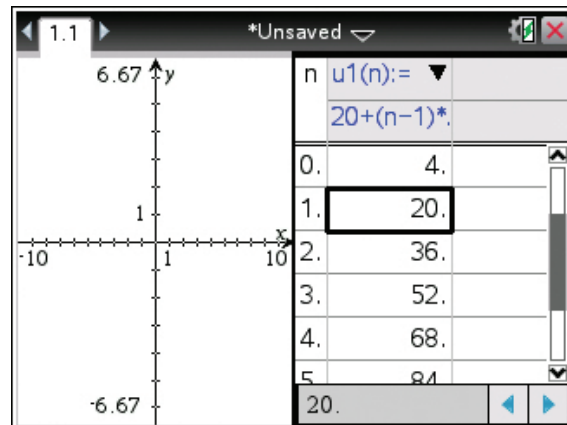 1.1 *Unsaved
6.67 y
1
x
-10 1 10
-6.67
n u1(n):=
20+(n−1)*.
0. 4.
1. 20.
2. 36.
3. 52.
4. 68.
5. 84.
20.